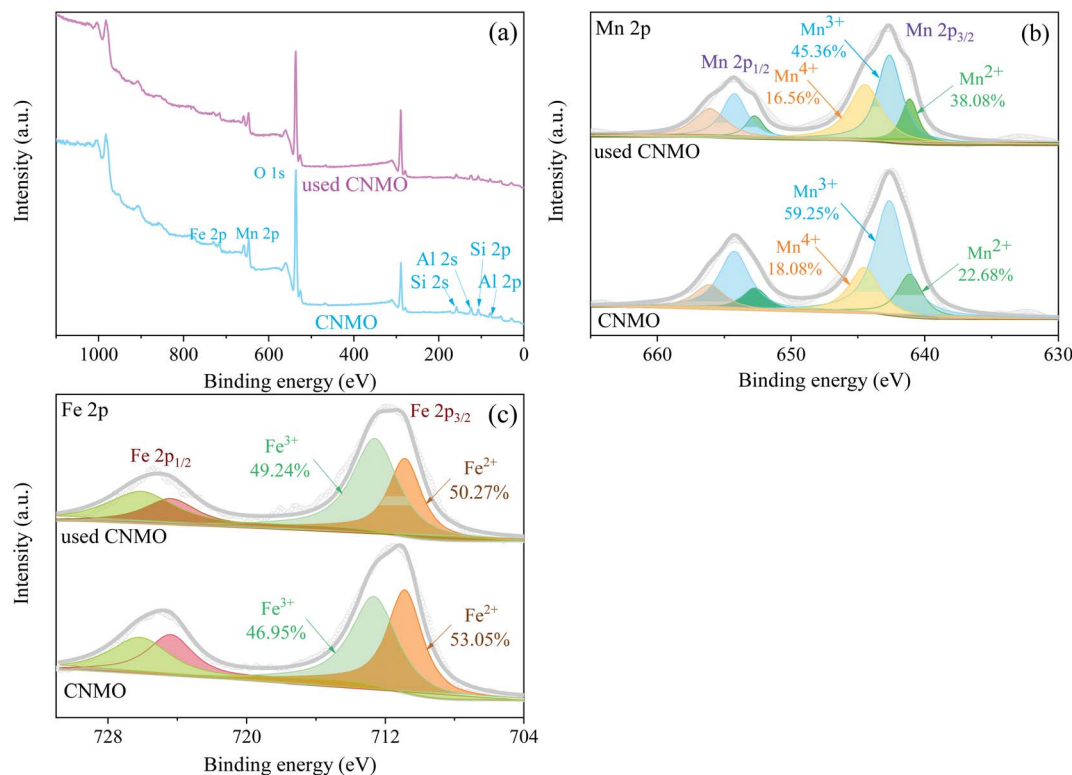 (a)
Intensity (a.u.)
used CNMO
O 1s
Fe 2p
Mn 2p
Si 2p
Al 2s
Si 2s
Al 2p
CNMO
1000 800 600 400 200 0
Binding energy (eV)
(b)
Mn 2p
Intensity (a.u.)
Mn³⁺
45.36%
Mn 2p₃/₂
Mn 2p₁/₂
Mn⁴⁺
16.56%
Mn²⁺
38.08%
used CNMO
Mn³⁺
59.25%
Mn⁴⁺
18.08%
Mn²⁺
22.68%
CNMO
660 650 640 630
Binding energy (eV)
(c)
Fe 2p
Intensity (a.u.)
Fe 2p₃/₂
Fe 2p₁/₂
Fe³⁺
49.24%
Fe²⁺
50.27%
used CNMO
Fe³⁺
46.95%
Fe²⁺
53.05%
CNMO
728 720 712 704
Binding energy (eV)